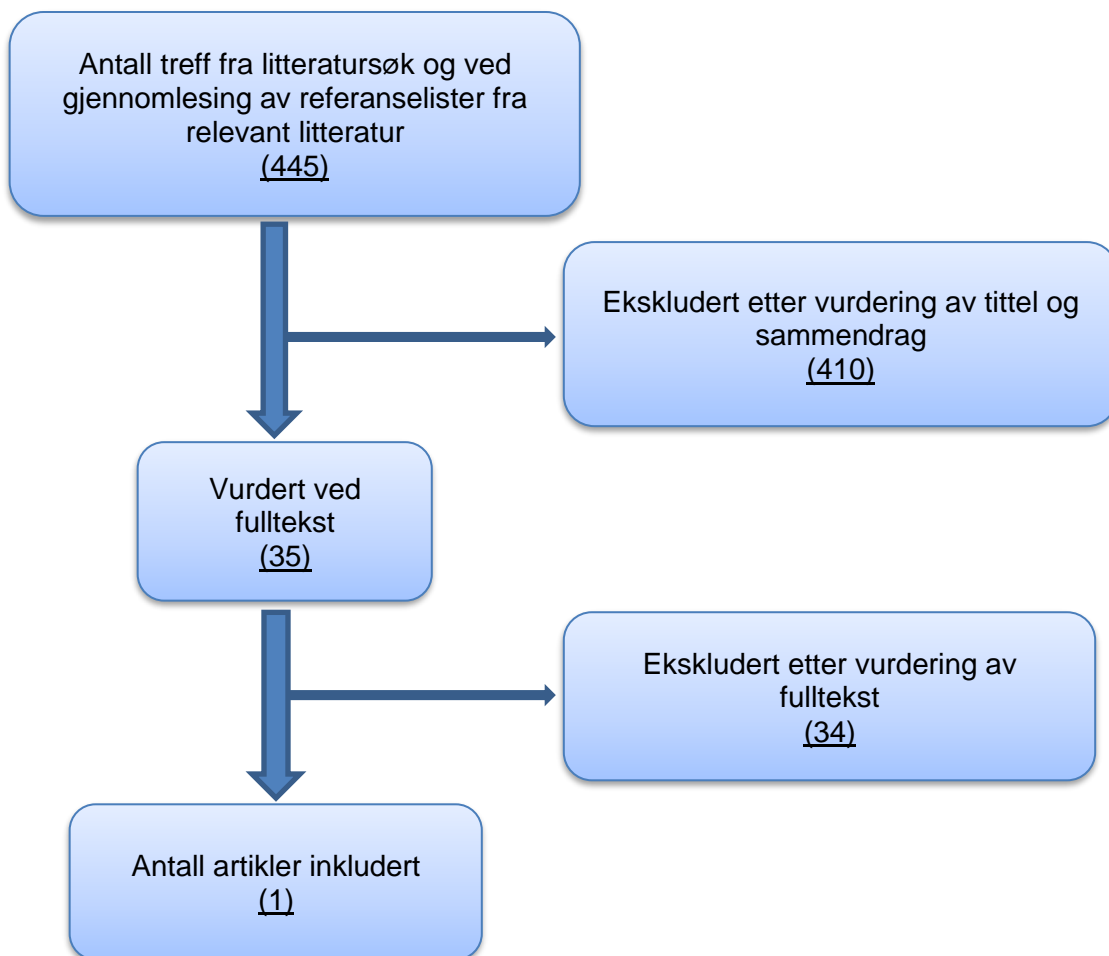 Antall treff fra litteratursøk og ved
gjennomlesing av referanselister fra
relevant litteratur
(445)
Ekskludert etter vurdering av tittel og
sammendrag
(410)
Vurdert ved
fulltekst
(35)
Ekskludert etter vurdering av
fulltekst
(34)
Antall artikler inkludert
(1)